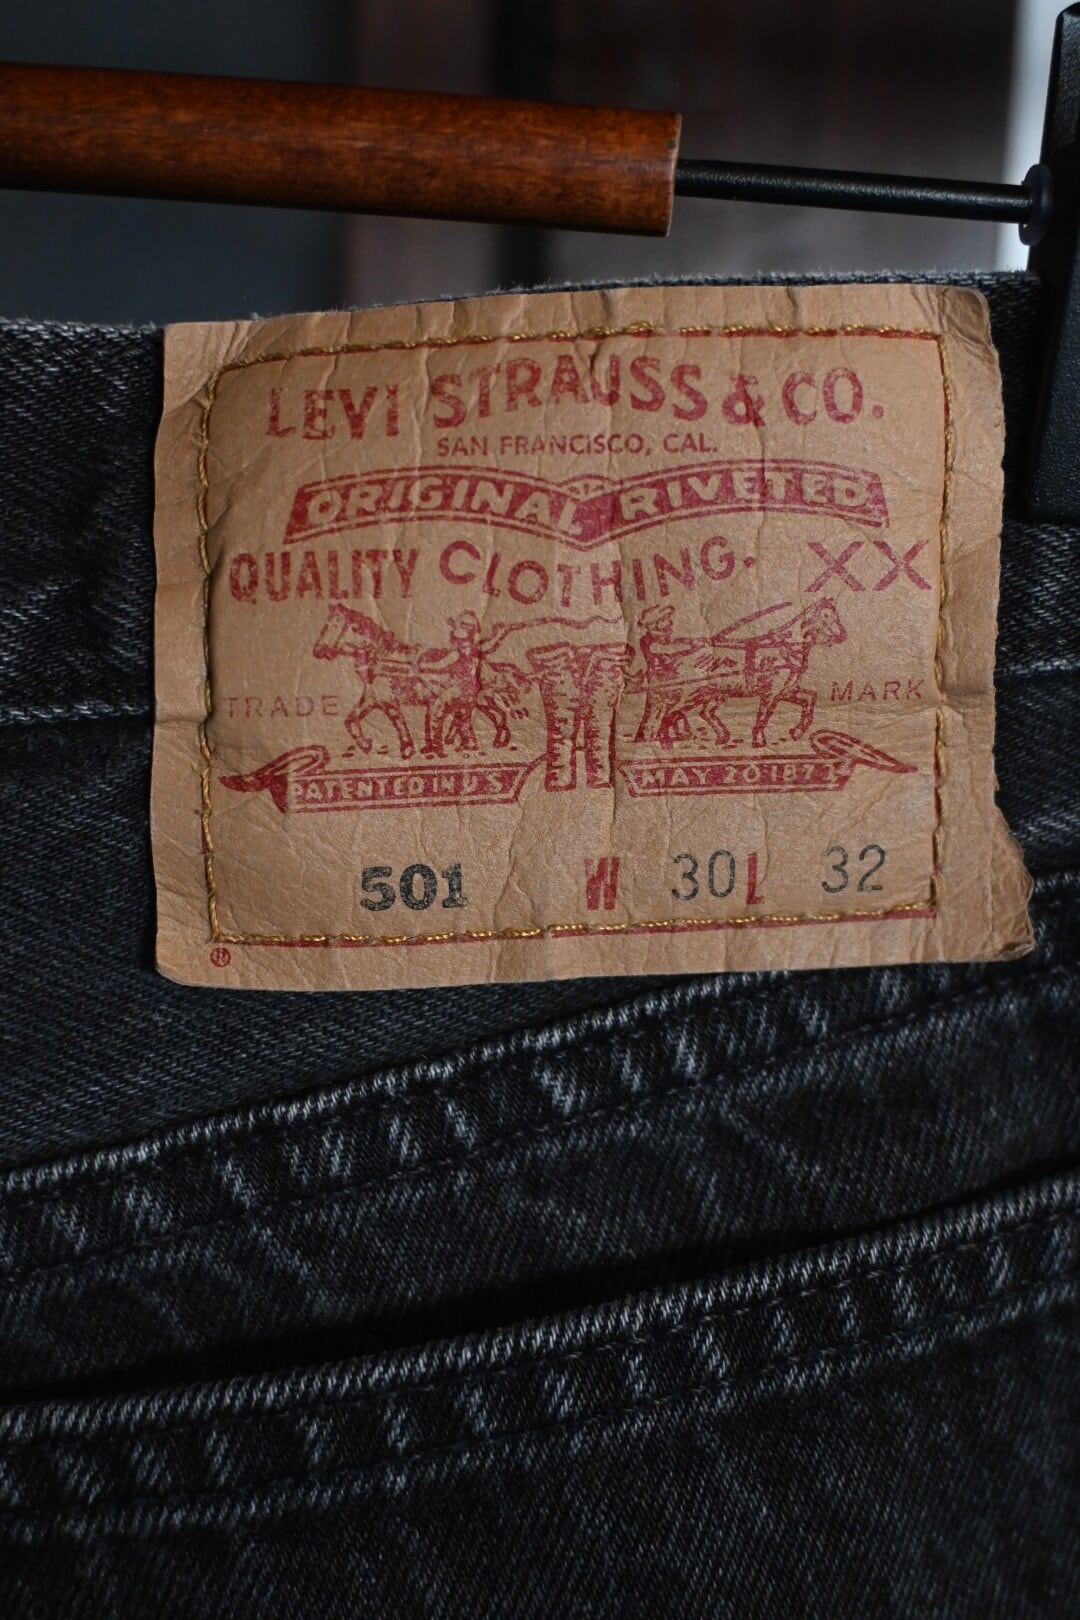 LEVI STRAUSS & CO.
SAN FRANCISCO, CAL.
ORIGINAL RIVETED
QUALITY CLOTHING. XX
TRADE MARK
PATENTED IN U.S. MAY 20 1873
501 W 30 L 32
®